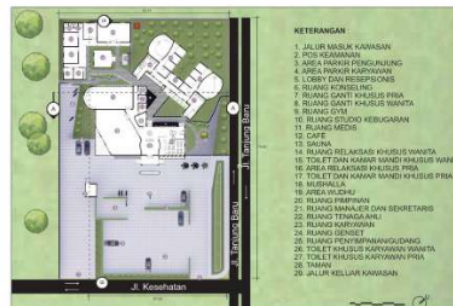 KETERANGAN
1. JALUR MASUK KAWASAN
2. POS KEAMANAN
3. AREA PARKIR PENGUNJUNG
4. AREA PARKIR KARYAWAN
5. LOBBY DAN RESEPSIONIS
6. RUANG KONSELING
7. RUANG GANTI KHUSUS PRIA
8. RUANG GANTI KHUSUS WANITA
9. RUANG GYM
10. RUANG STUDIO KEBUGARAN
11. RUANG MEDIS
12. CAFE
13. SAUNA
14. RUANG RELAKSASI KHUSUS WANITA
15. TOILET DAN KAMAR MANDI KHUSUS WANI
16. AREA RELAKSASI KHUSUS PRIA
17. TOILET DAN KAMAR MANDI KHUSUS PRIA
18. MUSHALLA
19. AREA WUDHU
20. RUANG PIMPINAN
21. RUANG MANAJER DAN SEKRETARIS
22. RUANG TENAGA AHLI
23. RUANG KARYAWAN
24. RUANG GENSET
25. RUANG PENYIMPANAN/GUDANG
26. TOILET KHUSUS KARYAWAN WANITA
27. TOILET KHUSUS KARYAWAN PRIA
28. TAMAN
29. JALUR KELUAR KAWASAN
Jl. Tanjung Baru
Jl. Tanjung Baru
A
A
Jl. Kesehatan